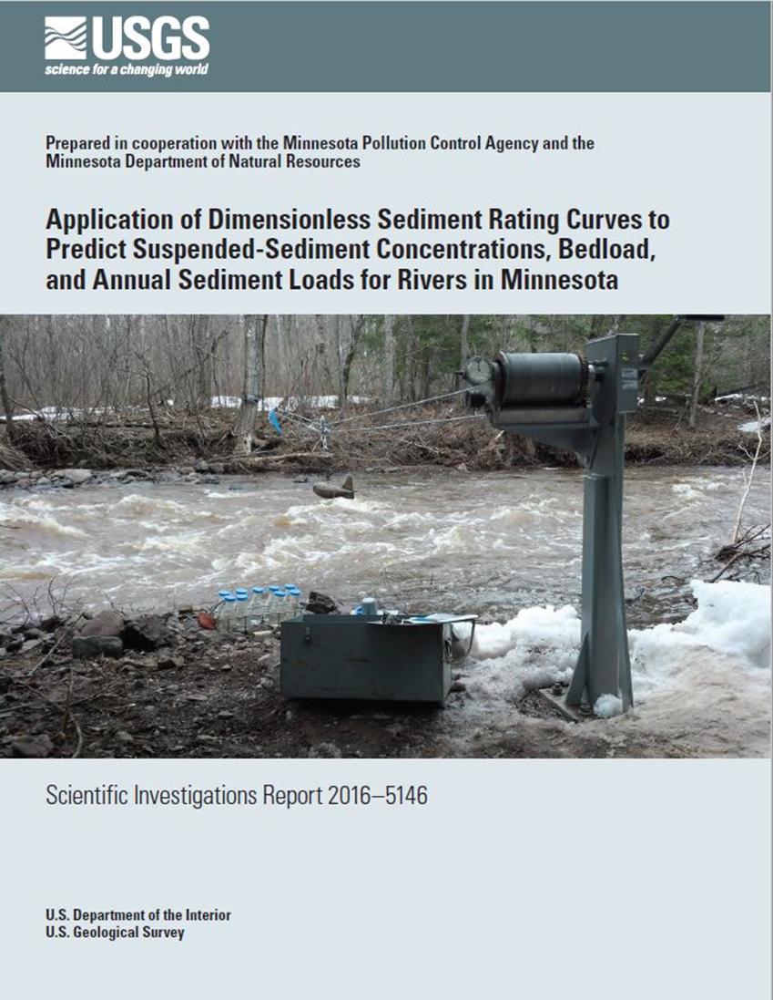 USGS
science for a changing world
Prepared in cooperation with the Minnesota Pollution Control Agency and the
Minnesota Department of Natural Resources
Application of Dimensionless Sediment Rating Curves to
Predict Suspended-Sediment Concentrations, Bedload,
and Annual Sediment Loads for Rivers in Minnesota
Scientific Investigations Report 2016–5146
U.S. Department of the Interior
U.S. Geological Survey